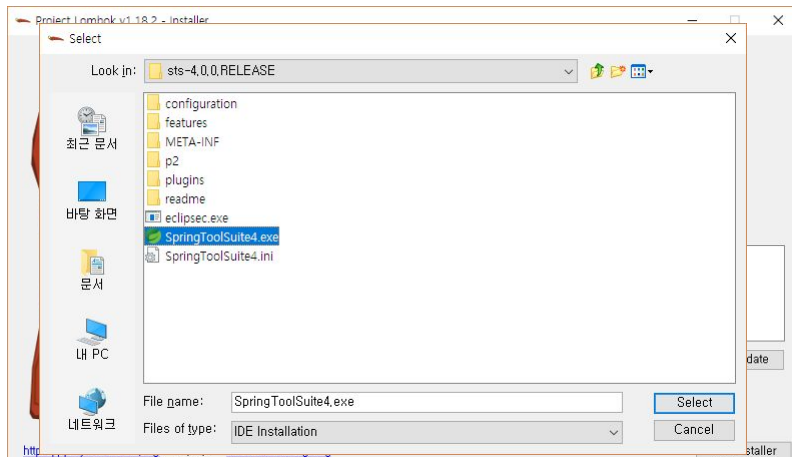 Project Lombok v1.18.2 - Installer
Select
Look in:
sts-4.0.0.RELEASE
configuration
features
META-INF
p2
plugins
readme
eclipsec.exe
SpringToolSuite4.exe
SpringToolSuite4.ini
최근 문서
바탕 화면
문서
내 PC
네트워크
date
File name:
SpringToolSuite4.exe
Select
Files of type:
IDE Installation
Cancel
http
staller